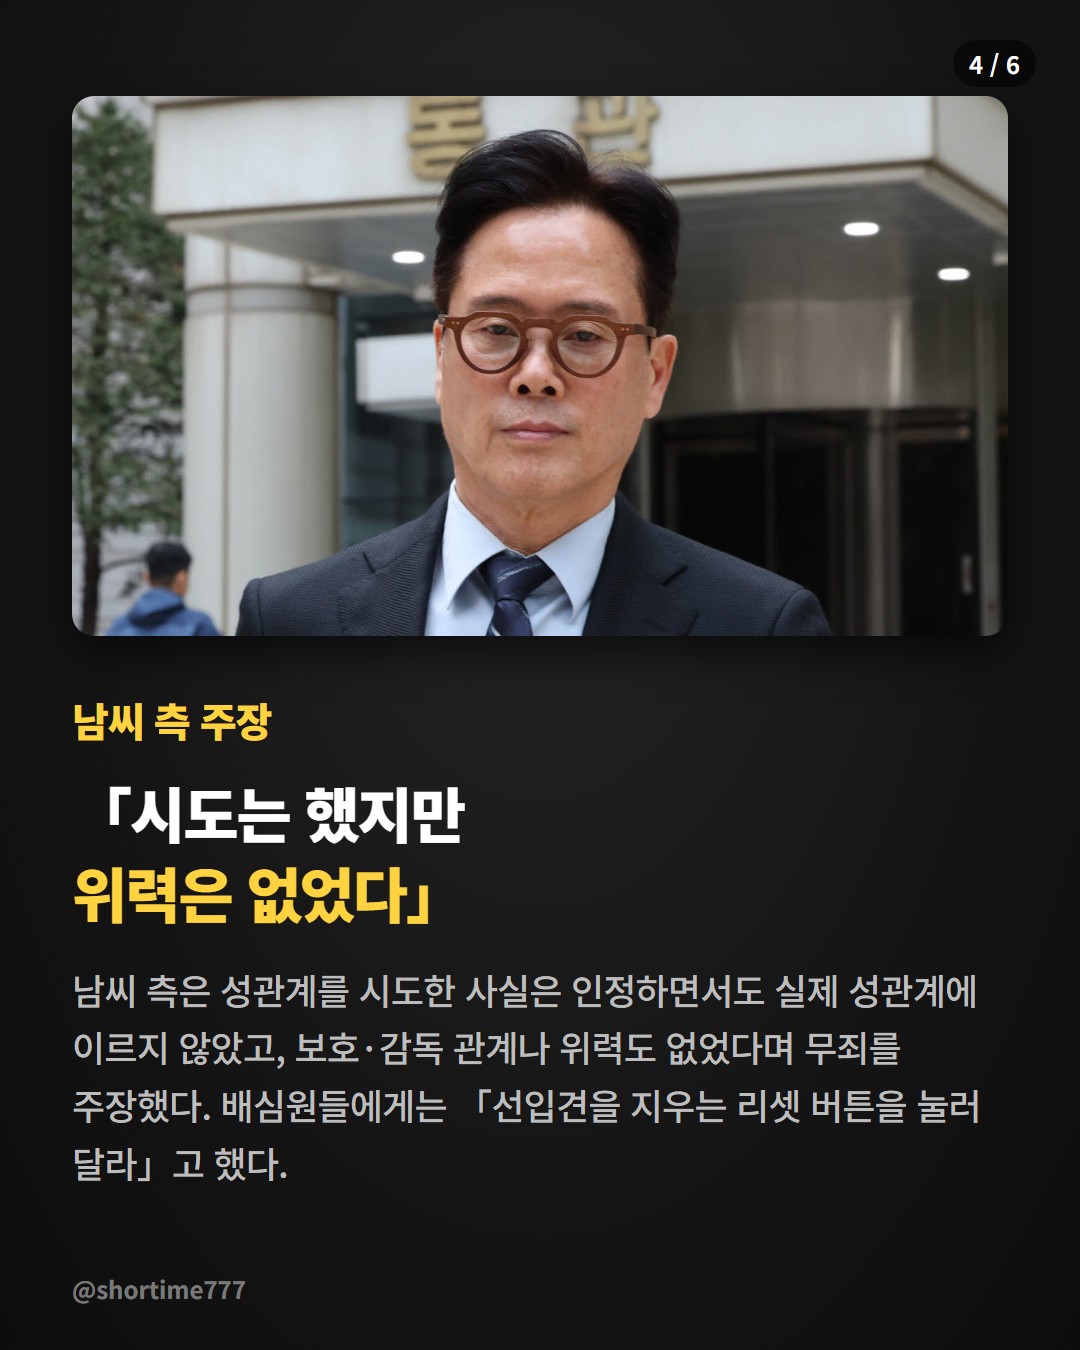 4 / 6
동 관
남씨 측 주장
「시도는 했지만
위력은 없었다」
남씨 측은 성관계를 시도한 사실은 인정하면서도 실제 성관계에
이르지 않았고, 보호·감독 관계나 위력도 없었다며 무죄를
주장했다. 배심원들에게는 「선입견을 지우는 리셋 버튼을 눌러
달라」고 했다.
@shortime777